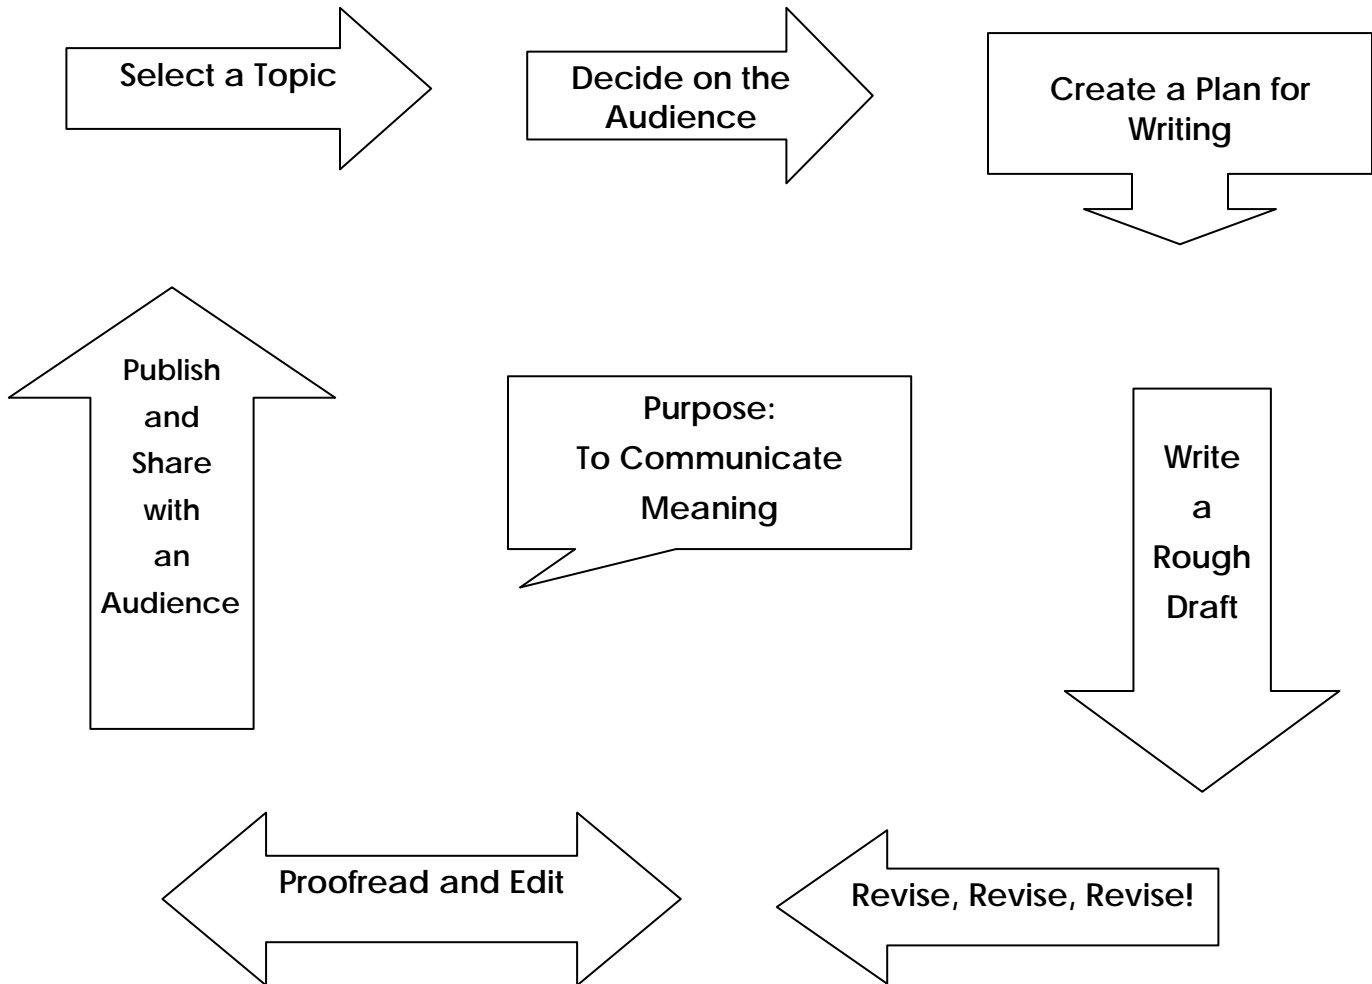 Select a Topic
Decide on the
Audience
Create a Plan for
Writing
Publish
and
Share
with
an
Audience
Purpose:
To Communicate
Meaning
Write
a
Rough
Draft
Proofread and Edit
Revise, Revise, Revise!